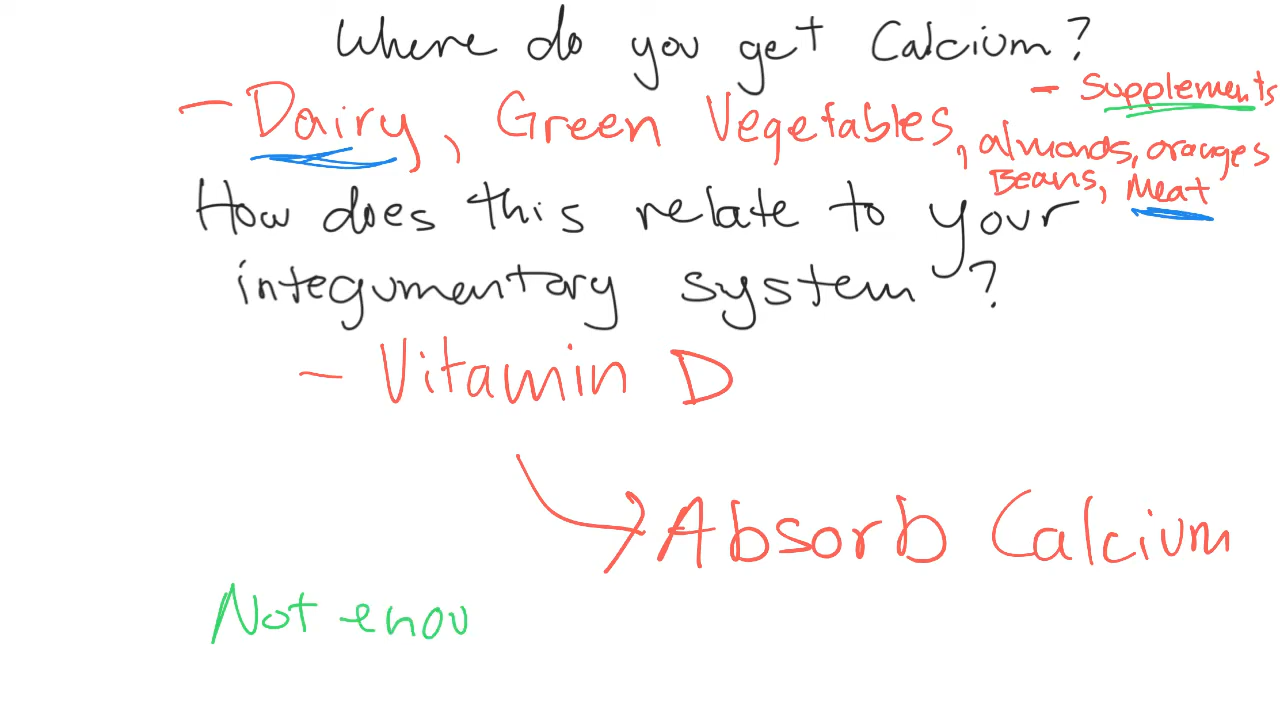 Where do you get Calcium?
- Supplements
- Dairy, Green Vegetables, almonds, oranges
Beans, Meat
How does this relate to your
integumentary system?
- Vitamin D
→ Absorb Calcium
Not enou